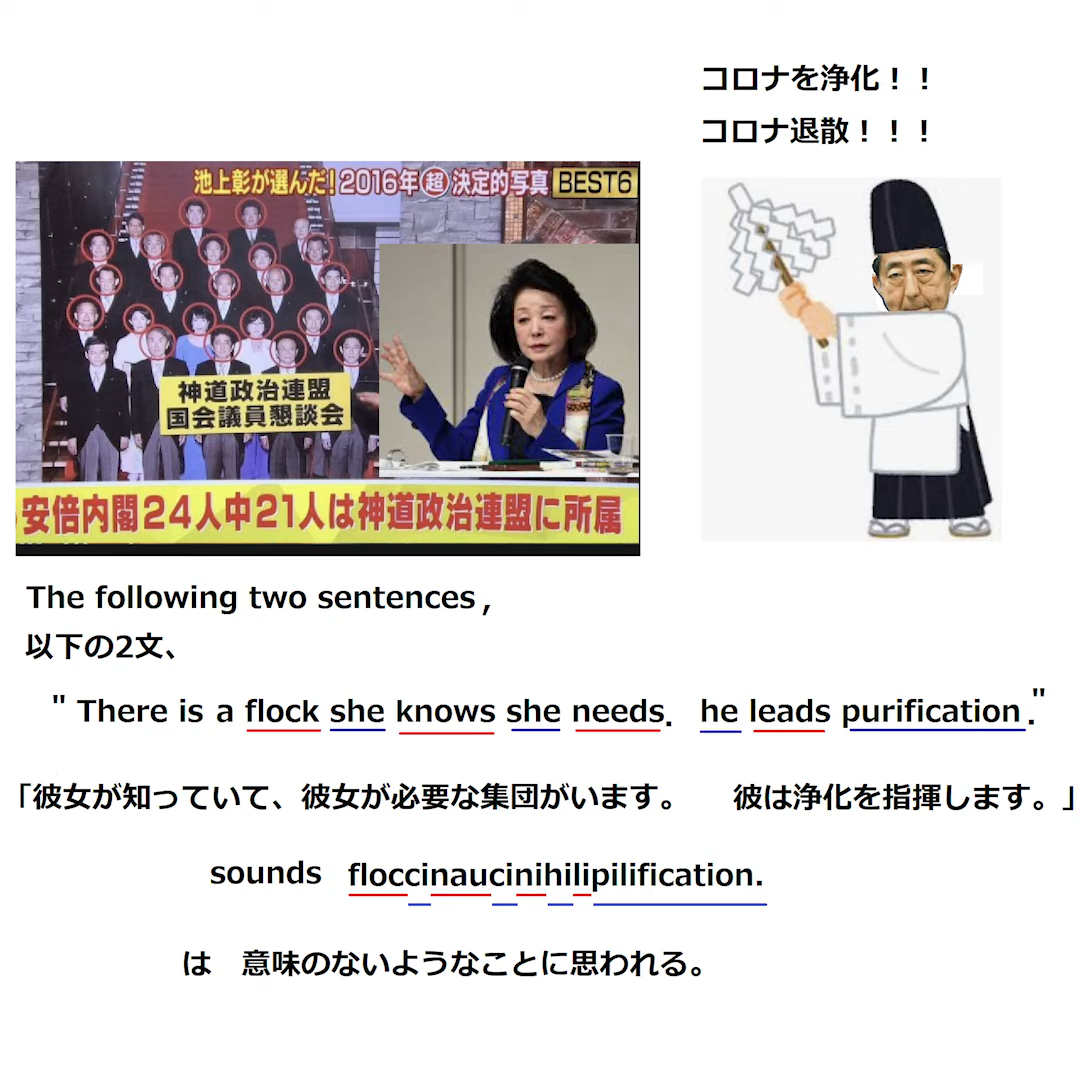 コロナを浄化！！
コロナ退散！！！
池上彰が選んだ！2016年超決定的写真 BEST6
神道政治連盟
国会議員懇談会
安倍内閣24人中21人は神道政治連盟に所属
The following two sentences ,
以下の2文、
" There is a flock she knows she needs. he leads purification ."
「彼女が知っていて、彼女が必要な集団がいます。 彼は浄化を指揮します。」
sounds floccinaucinihilipilification.
は 意味のないようなことに思われる。